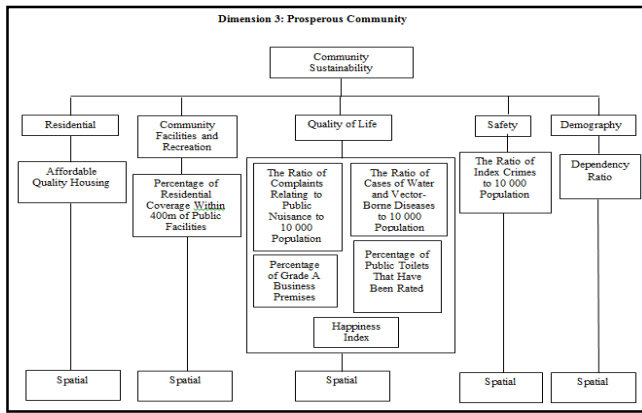 Dimension 3: Prosperous Community
Community
Sustainability
Residential
Community
Facilities and
Recreation
Quality of Life
Safety
Demography
Affordable
Quality Housing
Percentage of
Residential
Coverage Within
400m of Public
Facilities
The Ratio of
Complaints
Relating to
Public
Nuisance to
10 000
Population
The Ratio of
Cases of Water
and Vector-
Borne Diseases
to 10 000
Population
Percentage
of Grade A
Business
Premises
Percentage of
Public Toilets
That Have
Been Rated
Happiness
Index
The Ratio of
Index Crimes
to 10 000
Population
Dependency
Ratio
Spatial
Spatial
Spatial
Spatial
Spatial